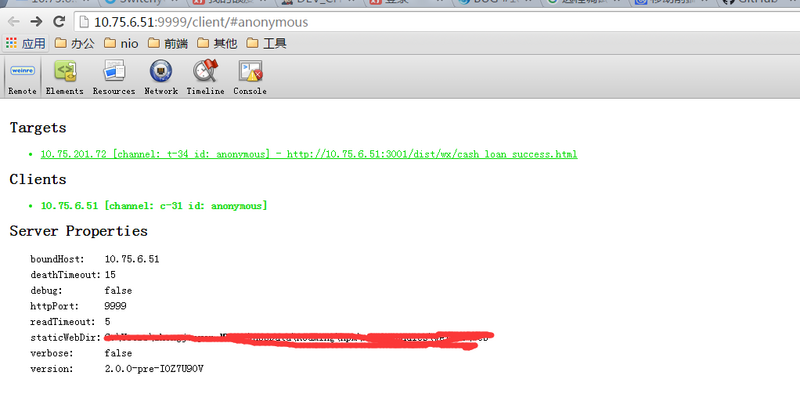 10.75.6.51:9999/client/#anonymous
应用 办公 nio 前端 其他 工具
weinre
Remote Elements Resources Network Timeline Console
Targets
10.75.201.72 [channel: t-34 id: anonymous] - http://10.75.6.51:3001/dist/wx/cash_loan_success.html
Clients
10.75.6.51 [channel: c-31 id: anonymous]
Server Properties
boundHost: 10.75.6.51
deathTimeout: 15
debug: false
httpPort: 9999
readTimeout: 5
staticWebDir:
verbose: false
version: 2.0.0-pre-I0Z7U9OV